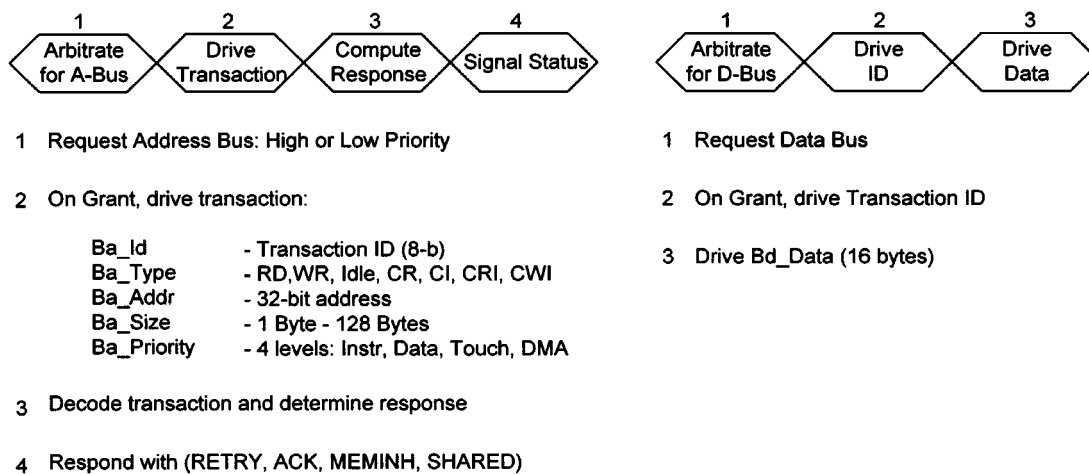 1 2 3 4
Arbitrate for A-Bus
Drive Transaction
Compute Response
Signal Status
1 Request Address Bus: High or Low Priority
2 On Grant, drive transaction:
Ba_Id - Transaction ID (8-b)
Ba_Type - RD,WR, Idle, CR, CI, CRI, CWI
Ba_Addr - 32-bit address
Ba_Size - 1 Byte - 128 Bytes
Ba_Priority - 4 levels: Instr, Data, Touch, DMA
3 Decode transaction and determine response
4 Respond with (RETRY, ACK, MEMINH, SHARED)
1 2 3
Arbitrate for D-Bus
Drive ID
Drive Data
1 Request Data Bus
2 On Grant, drive Transaction ID
3 Drive Bd_Data (16 bytes)